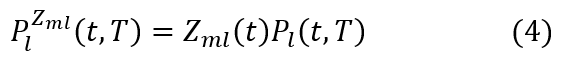 $P_l^{Z_{ml}}(t,T) = Z_{ml}(t)P_l(t,T)$ (4)